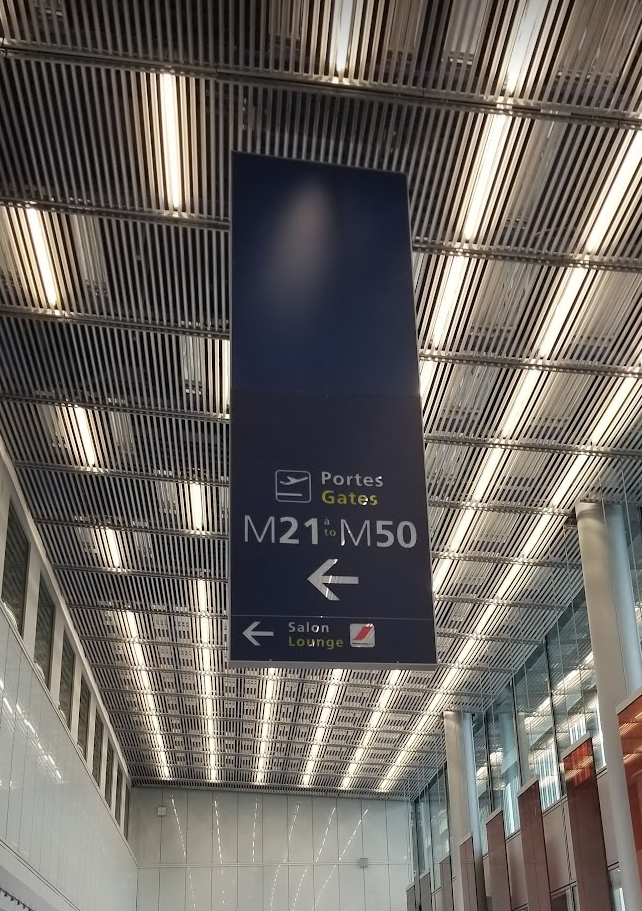 Portes
Gates
M21 à to M50
Salon
Lounge